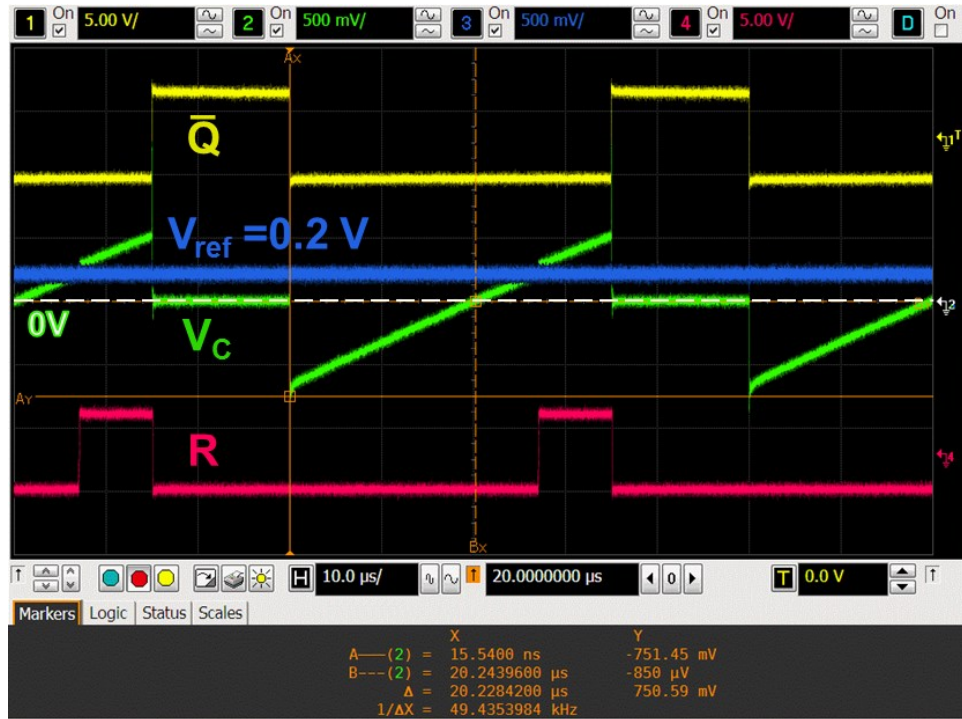 1 On 5.00 V/ 2 On 500 mV/ 3 On 500 mV/ 4 On 5.00 V/ D On
Ax
Q̅
1 T
Vref =0.2 V
0V
VC
2
AY
R
4
Bx
H 10.0 µs/ 20.0000000 µs 0 T 0.0 V
Markers Logic Status Scales
X Y
A——(2) = 15.5400 ns -751.45 mV
B---(2) = 20.2439600 µs -850 µV
Δ = 20.2284200 µs 750.59 mV
1/ΔX = 49.4353984 kHz